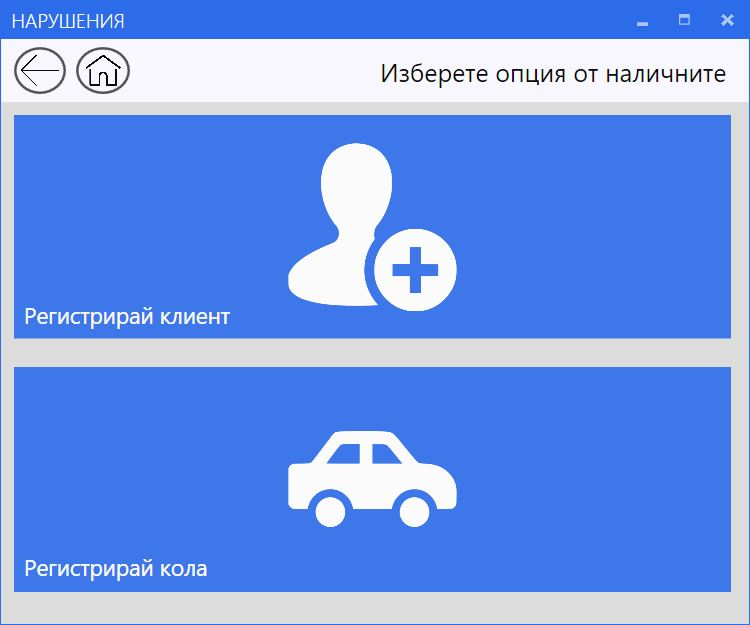 НАРУШЕНИЯ
Изберете опция от наличните
Регистрирай клиент
Регистрирай кола